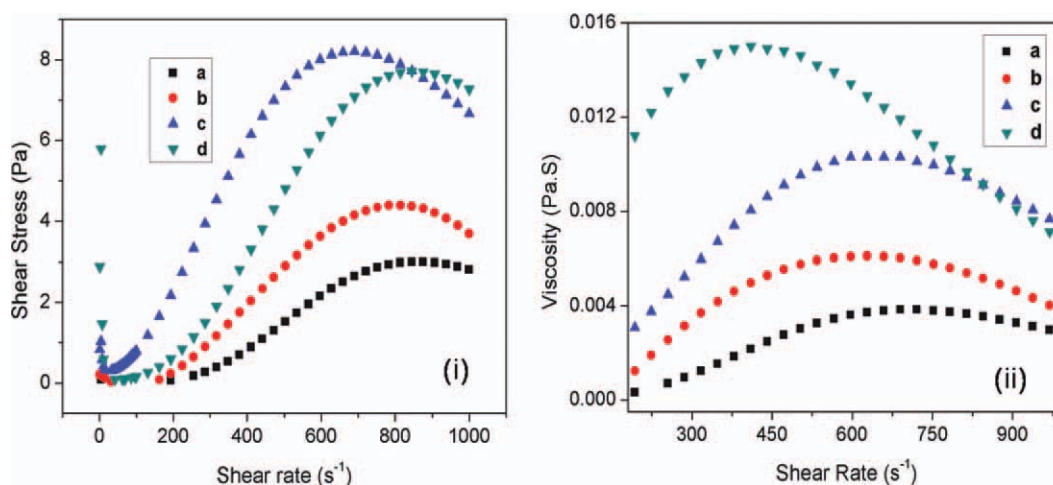 8
6
4
2
0
Shear Stress (Pa)
a
b
c
d
(i)
0 200 400 600 800 1000
Shear rate (s⁻¹)
0.016
0.012
0.008
0.004
0.000
Viscosity (Pa.S)
a
b
c
d
(ii)
300 450 600 750 900
Shear Rate (s⁻¹)